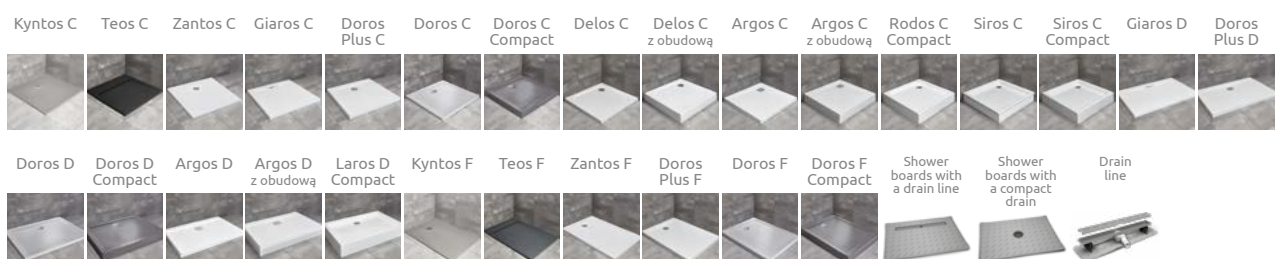 Kyntos C
Teos C
Zantos C
Giaros C
Doros
Plus C
Doros C
Doros C
Compact
Delos C
Delos C
z obudową
Argos C
Argos C
z obudową
Rodos C
Compact
Siros C
Siros C
Compact
Giaros D
Doros
Plus D
Doros D
Doros D
Compact
Argos D
Argos D
z obudową
Laros D
Compact
Kyntos F
Teos F
Zantos F
Doros
Plus F
Doros F
Doros F
Compact
Shower
boards with
a drain line
Shower
boards with
a compact
drain
Drain
line